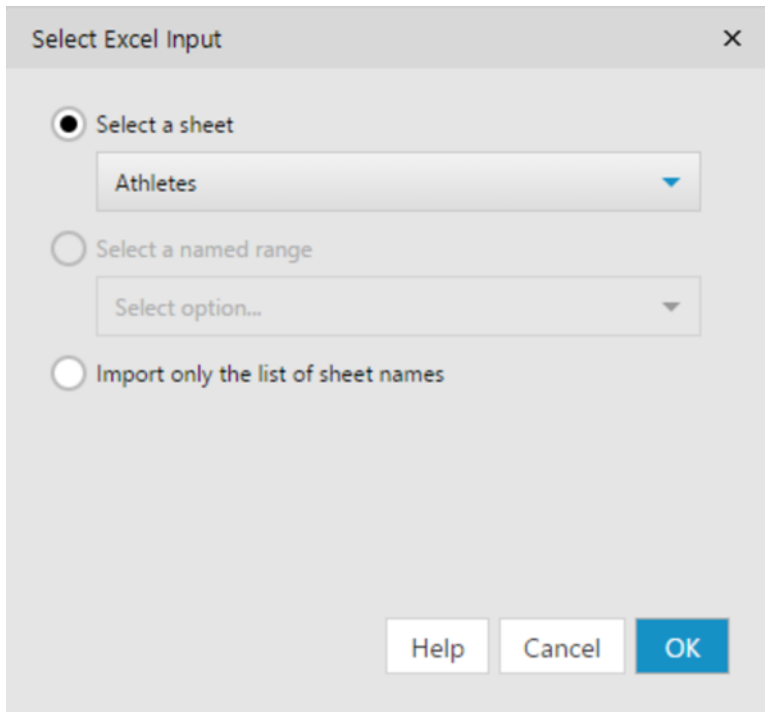 Select Excel Input
Select a sheet
Athletes
Select a named range
Select option...
Import only the list of sheet names
Help Cancel OK